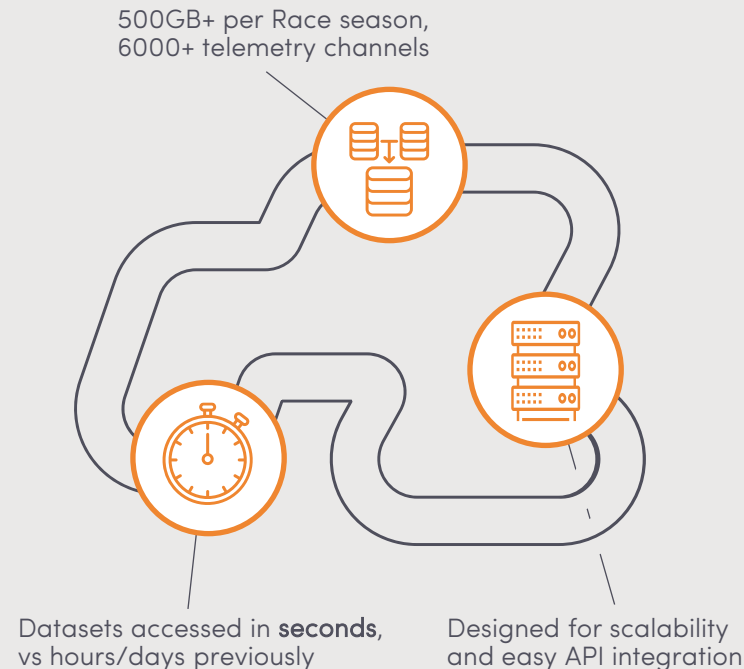 500GB+ per Race season,
6000+ telemetry channels
Datasets accessed in seconds,
vs hours/days previously
Designed for scalability
and easy API integration